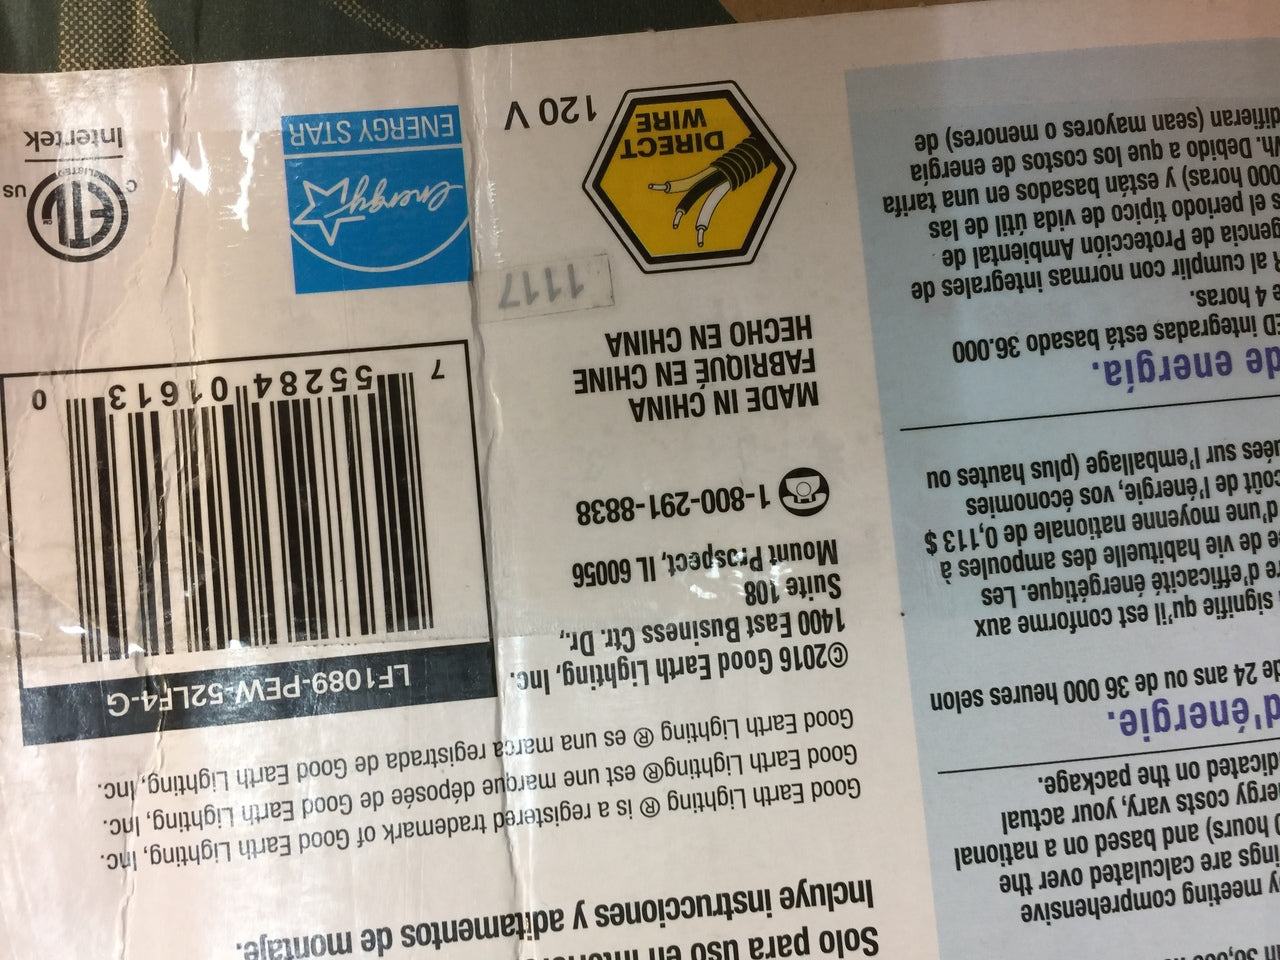 Solo para uso en
Incluye instrucciones y aditamentos de montaje.
Good Earth Lighting ® is a registered trademark of Good Earth Lighting, Inc.
Good Earth Lighting® est une marque déposée de Good Earth Lighting, Inc.
Good Earth Lighting ® es una marca registrada de Good Earth Lighting, Inc.
LF1089-PEW-52LF4-G
7 55284 01613 0
©2016 Good Earth Lighting, Inc.
1400 East Business Ctr. Dr.,
Suite 108
Mount Prospect, IL 60056
1-800-291-8838
MADE IN CHINA
FABRIQUÉ EN CHINE
HECHO EN CHINA
1117
DIRECT
WIRE
120 V
energy
ENERGY STAR
ETL
LISTED
C US
Intertek
y meeting comprehensive
ings are calculated over the
hours) and based on a national
ergy costs vary, your actual
dicated on the package.
d'énergie.
de 24 ans ou de 36 000 heures selon
signifie qu'il est conforme aux
d'efficacité énergétique. Les
de vie habituelle des ampoules à
d'une moyenne nationale de 0,113 $
coût de l'énergie, vos économies
uées sur l'emballage (plus hautes ou
de energía.
ED integradas está basado 36.000
e 4 horas.
al cumplir con normas integrales de
gencia de Protección Ambiental de
s el periodo típico de vida útil de las
000 horas) y están basados en una tarifa
Wh. Debido a que los costos de energía
difieran (sean mayores o menores) de